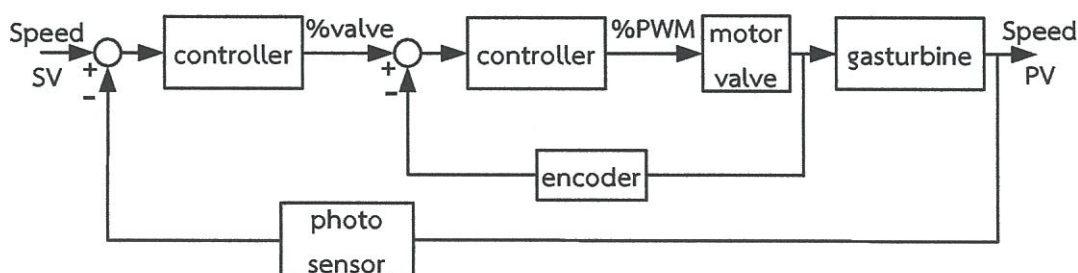 Speed
SV
+
−
controller
%valve
+
−
controller
%PWM
motor
valve
gasturbine
Speed
PV
encoder
photo
sensor